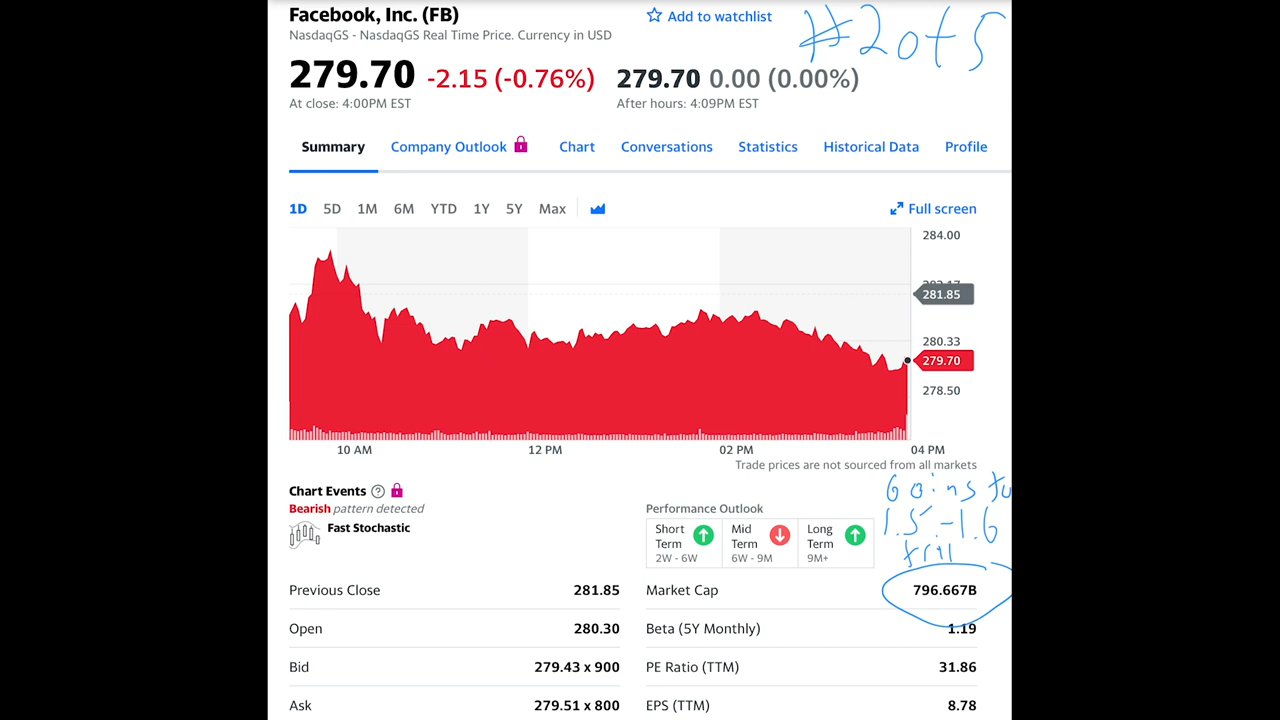 Facebook, Inc. (FB)
Add to watchlist
#2 of 5
NasdaqGS - NasdaqGS Real Time Price. Currency in USD
279.70 -2.15 (-0.76%) 279.70 0.00 (0.00%)
At close: 4:00PM EST After hours: 4:09PM EST
Summary Company Outlook Chart Conversations Statistics Historical Data Profile
1D 5D 1M 6M YTD 1Y 5Y Max Full screen
284.00
281.85
280.33
279.70
278.50
10 AM 12 PM 02 PM 04 PM
Trade prices are not sourced from all markets
Going to
1.5 - 1.6
tril
Chart Events ?
Bearish pattern detected
Fast Stochastic
Performance Outlook
Short Term 2W - 6W
Mid Term 6W - 9M
Long Term 9M+
Previous Close 281.85
Open 280.30
Bid 279.43 x 900
Ask 279.51 x 800
Market Cap 796.667B
Beta (5Y Monthly) 1.19
PE Ratio (TTM) 31.86
EPS (TTM) 8.78